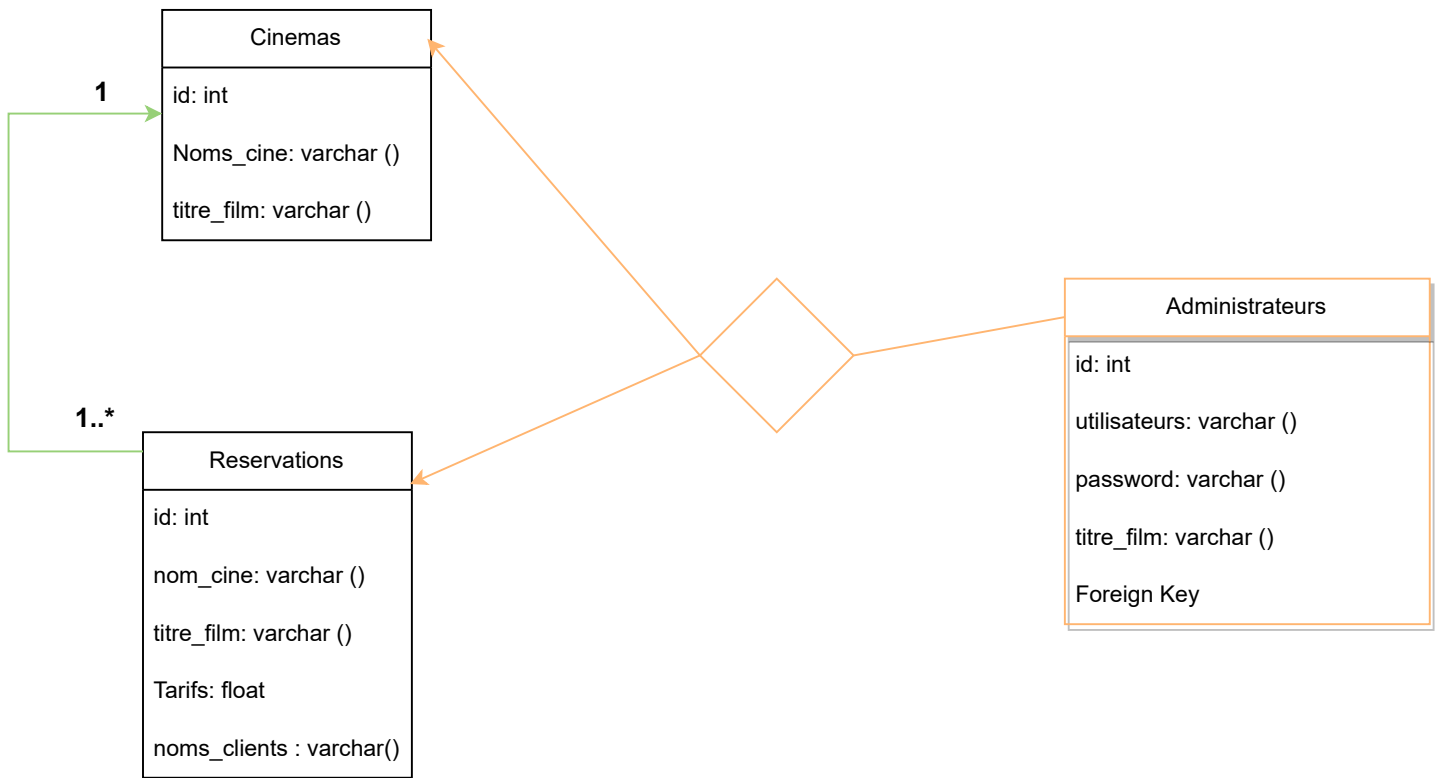 Cinemas
1
id: int
Noms_cine: varchar ()
titre_film: varchar ()
Administrateurs
id: int
utilisateurs: varchar ()
password: varchar ()
titre_film: varchar ()
Foreign Key
1..*
Reservations
id: int
nom_cine: varchar ()
titre_film: varchar ()
Tarifs: float
noms_clients : varchar()